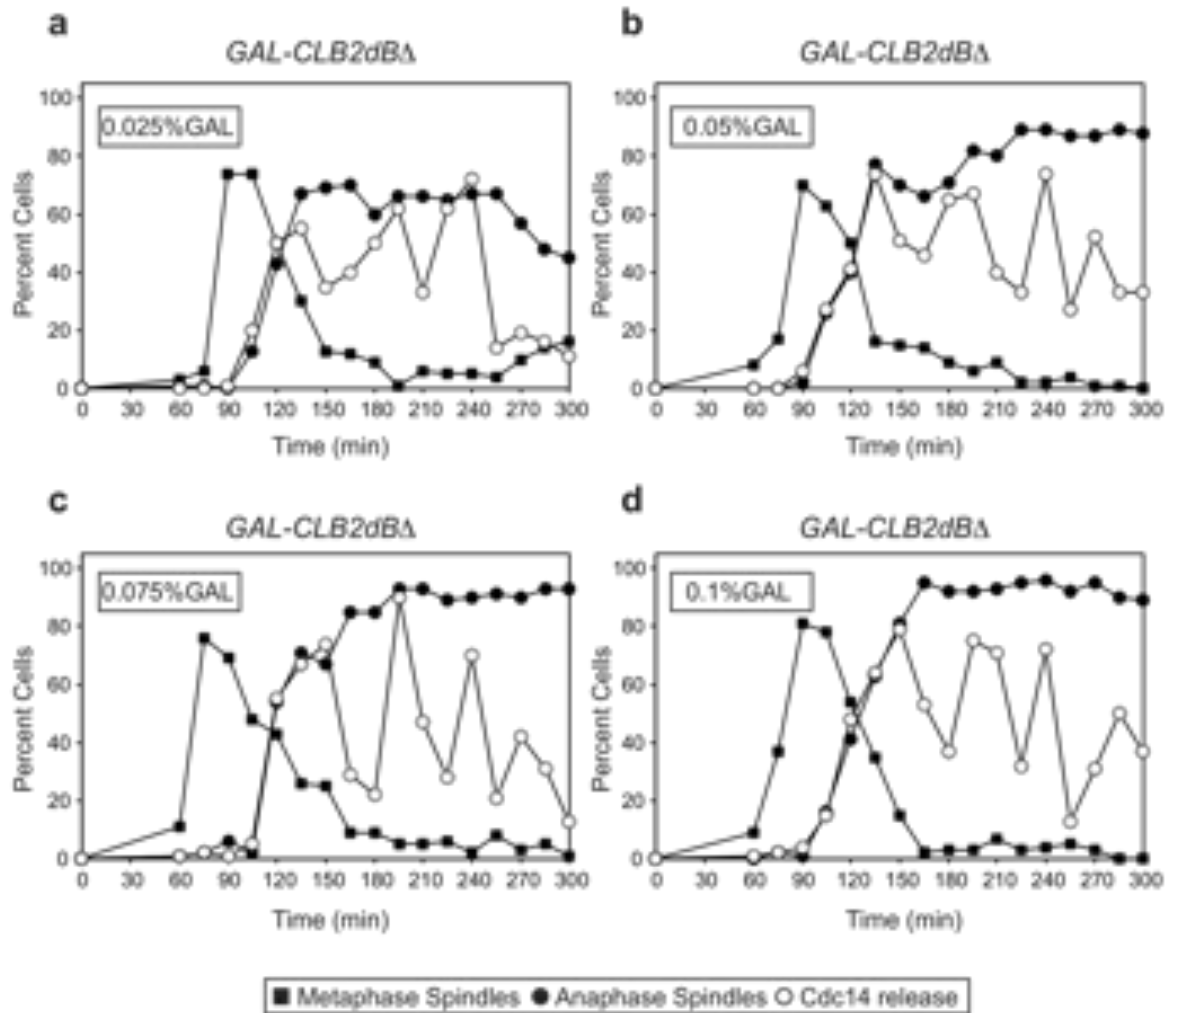 a
GAL-CLB2dBΔ
0.025%GAL
100
80
60
40
20
0
Percent Cells
0 30 60 90 120 150 180 210 240 270 300
Time (min)
b
GAL-CLB2dBΔ
0.05%GAL
100
80
60
40
20
0
Percent Cells
0 30 60 90 120 150 180 210 240 270 300
Time (min)
c
GAL-CLB2dBΔ
0.075%GAL
100
80
60
40
20
0
Percent Cells
0 30 60 90 120 150 180 210 240 270 300
Time (min)
d
GAL-CLB2dBΔ
0.1%GAL
100
80
60
40
20
0
Percent Cells
0 30 60 90 120 150 180 210 240 270 300
Time (min)
Metaphase Spindles Anaphase Spindles Cdc14 release